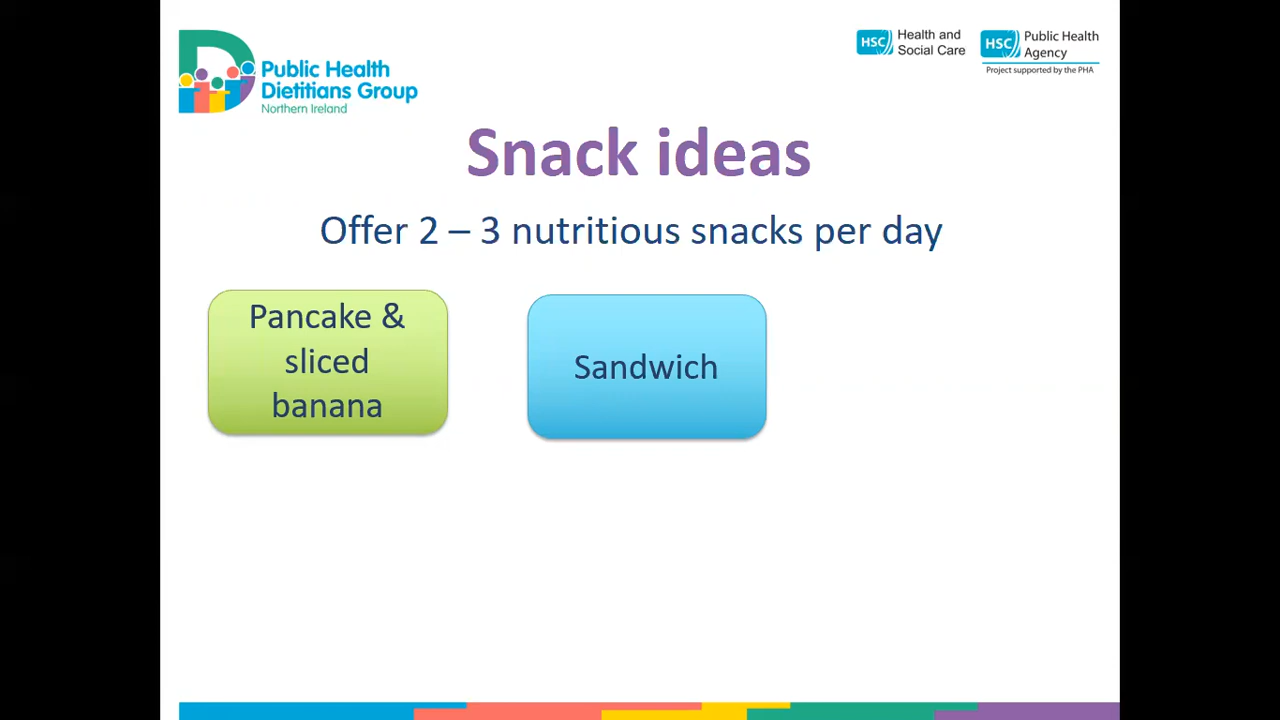 Public Health
Dietitians Group
Northern Ireland
HSC
Health and
Social Care
HSC
Public Health
Agency
Project supported by the PHA
Snack ideas
Offer 2 – 3 nutritious snacks per day
Pancake &
sliced
banana
Sandwich